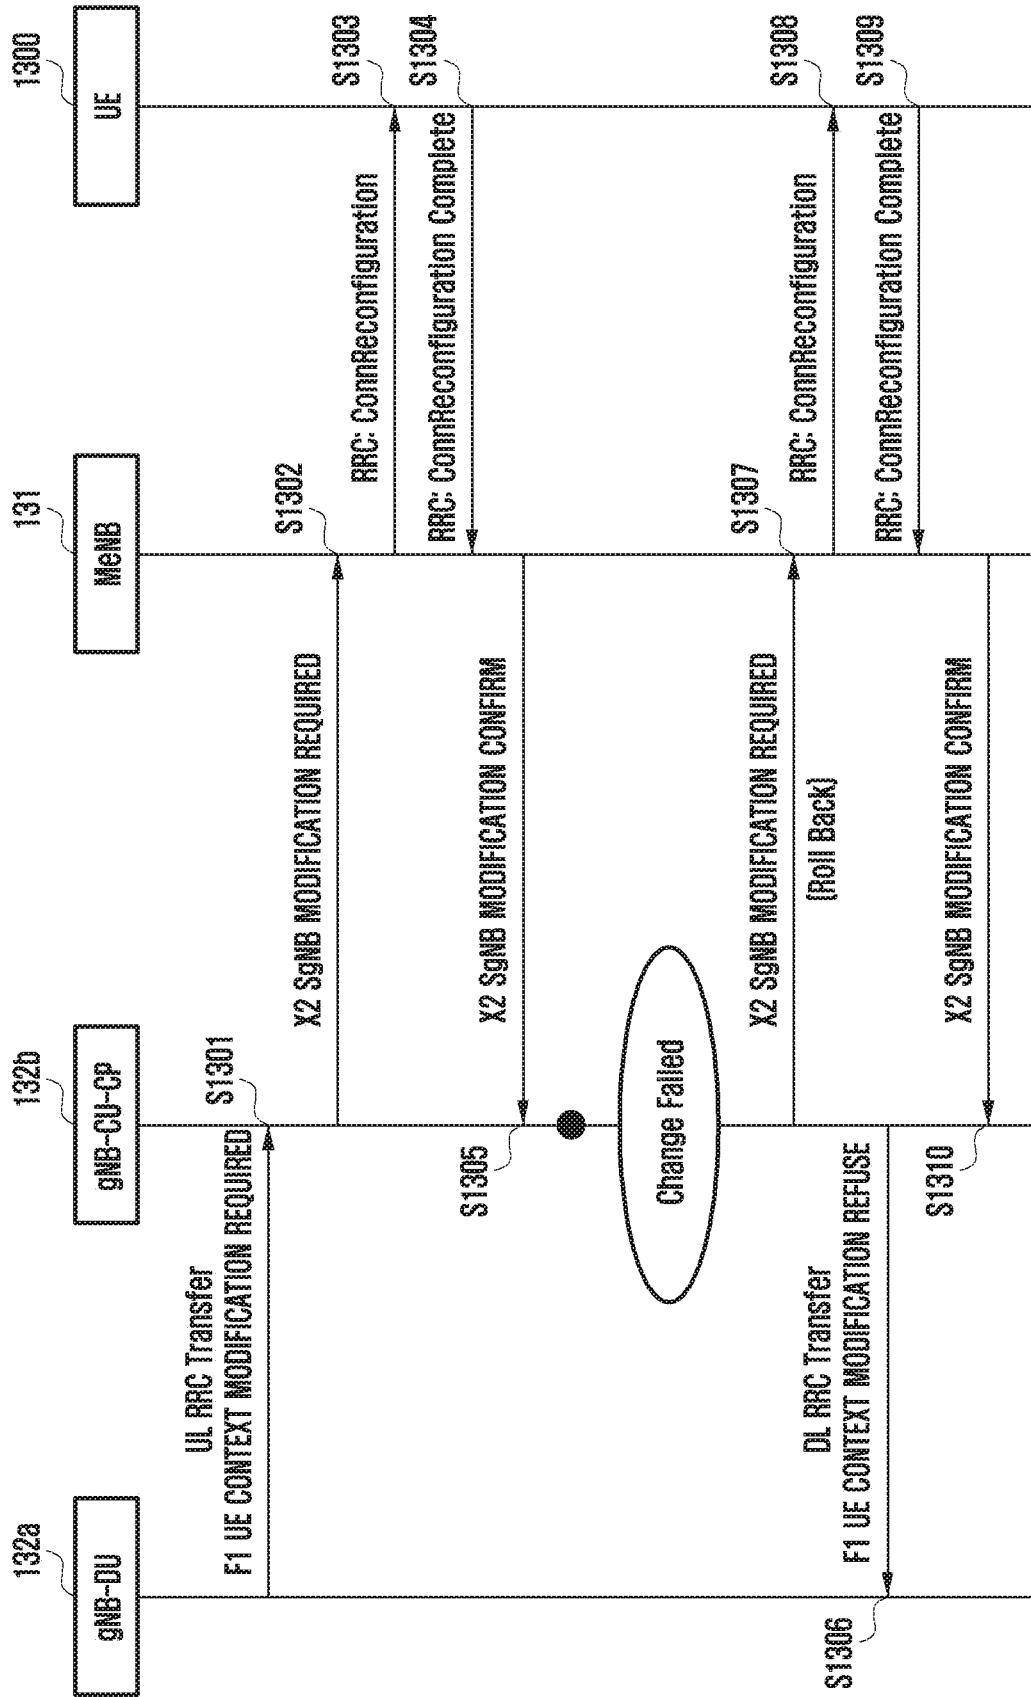 132a
gNB-DU
132b
gNB-CU-CP
131
MeNB
1300
UE
UL RRC Transfer
F1 UE CONTEXT MODIFICATION REQUIRED
S1301
X2 SgNB MODIFICATION REQUIRED
S1302
RRC: ConnReconfiguration
S1303
RRC: ConnReconfiguration Complete
S1304
X2 SgNB MODIFICATION CONFIRM
S1305
Change Failed
X2 SgNB MODIFICATION REQUIRED
(Roll Back)
S1307
RRC: ConnReconfiguration
S1308
DL RRC Transfer
F1 UE CONTEXT MODIFICATION REFUSE
S1306
RRC: ConnReconfiguration Complete
S1309
X2 SgNB MODIFICATION CONFIRM
S1310